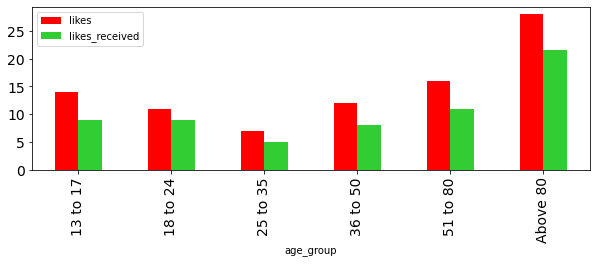 likes
likes_received
25
20
15
10
5
0
13 to 17
18 to 24
25 to 35
36 to 50
51 to 80
Above 80
age_group